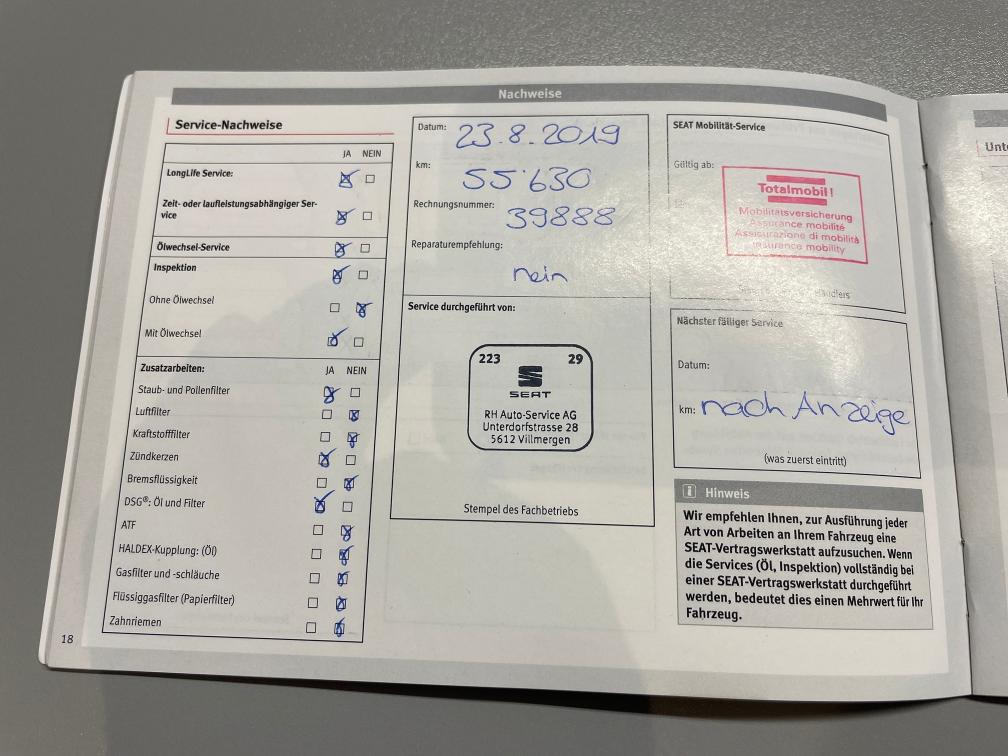 Nachweise
Service-Nachweise
JA NEIN
LongLife Service:
Zeit- oder laufleistungsabhängiger Ser-
vice
Ölwechsel-Service
Inspektion
Ohne Ölwechsel
Mit Ölwechsel
Zusatzarbeiten: JA NEIN
Staub- und Pollenfilter
Luftfilter
Kraftstofffilter
Zündkerzen
Bremsflüssigkeit
DSG®: Öl und Filter
ATF
HALDEX-Kupplung: (Öl)
Gasfilter und -schläuche
Flüssiggasfilter (Papierfilter)
Zahnriemen
18
Datum: 23.8.2019
km: 55'630
Rechnungsnummer: 39888
Reparaturempfehlung:
nein
Service durchgeführt von:
223 29
SEAT
RH Auto-Service AG
Unterdorfstrasse 28
5612 Villmergen
Stempel des Fachbetriebs
SEAT Mobilität-Service
Gültig ab:
Totalmobil!
Mobilitätsversicherung
Assurance mobilité
Assicurazione di mobilità
Insurance mobility
Nächster fälliger Service
Datum:
km: nach Anzeige
(was zuerst eintritt)
i Hinweis
Wir empfehlen Ihnen, zur Ausführung jeder
Art von Arbeiten an Ihrem Fahrzeug eine
SEAT-Vertragswerkstatt aufzusuchen. Wenn
die Services (Öl, Inspektion) vollständig bei
einer SEAT-Vertragswerkstatt durchgeführt
werden, bedeutet dies einen Mehrwert für Ihr
Fahrzeug.